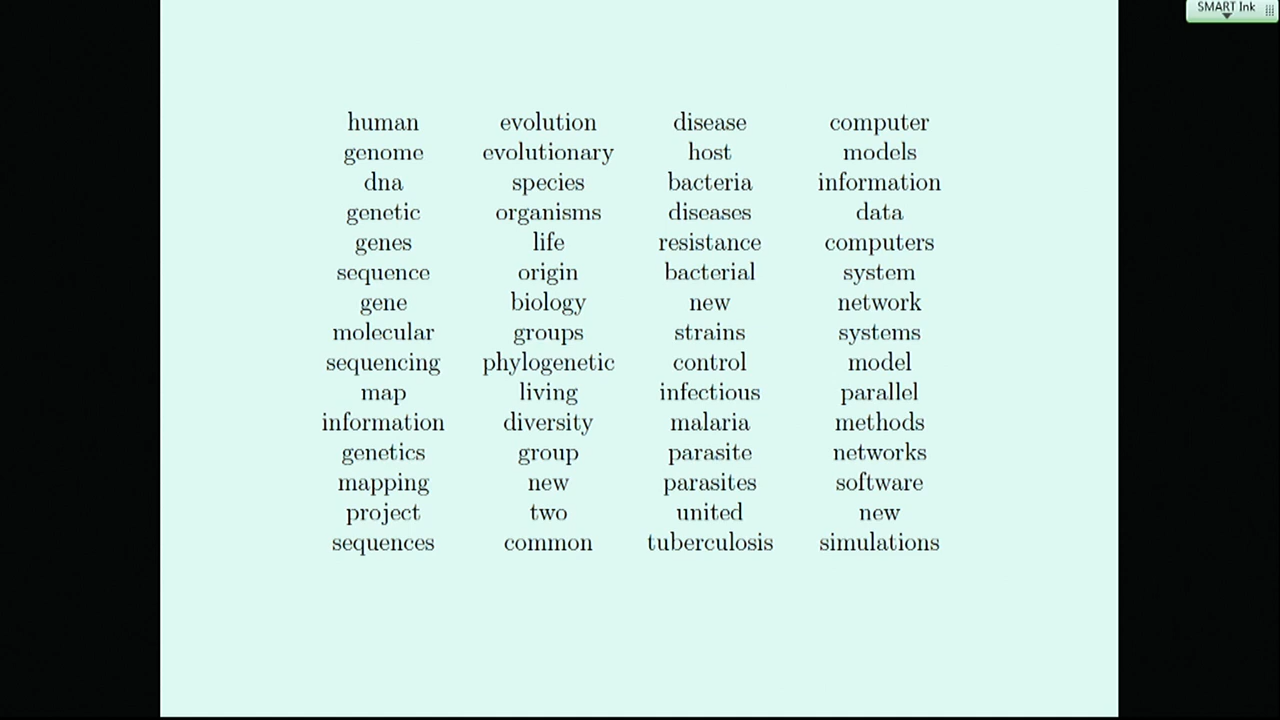 SMART Ink
human evolution disease computer
genome evolutionary host models
dna species bacteria information
genetic organisms diseases data
genes life resistance computers
sequence origin bacterial system
gene biology new network
molecular groups strains systems
sequencing phylogenetic control model
map living infectious parallel
information diversity malaria methods
genetics group parasite networks
mapping new parasites software
project two united new
sequences common tuberculosis simulations